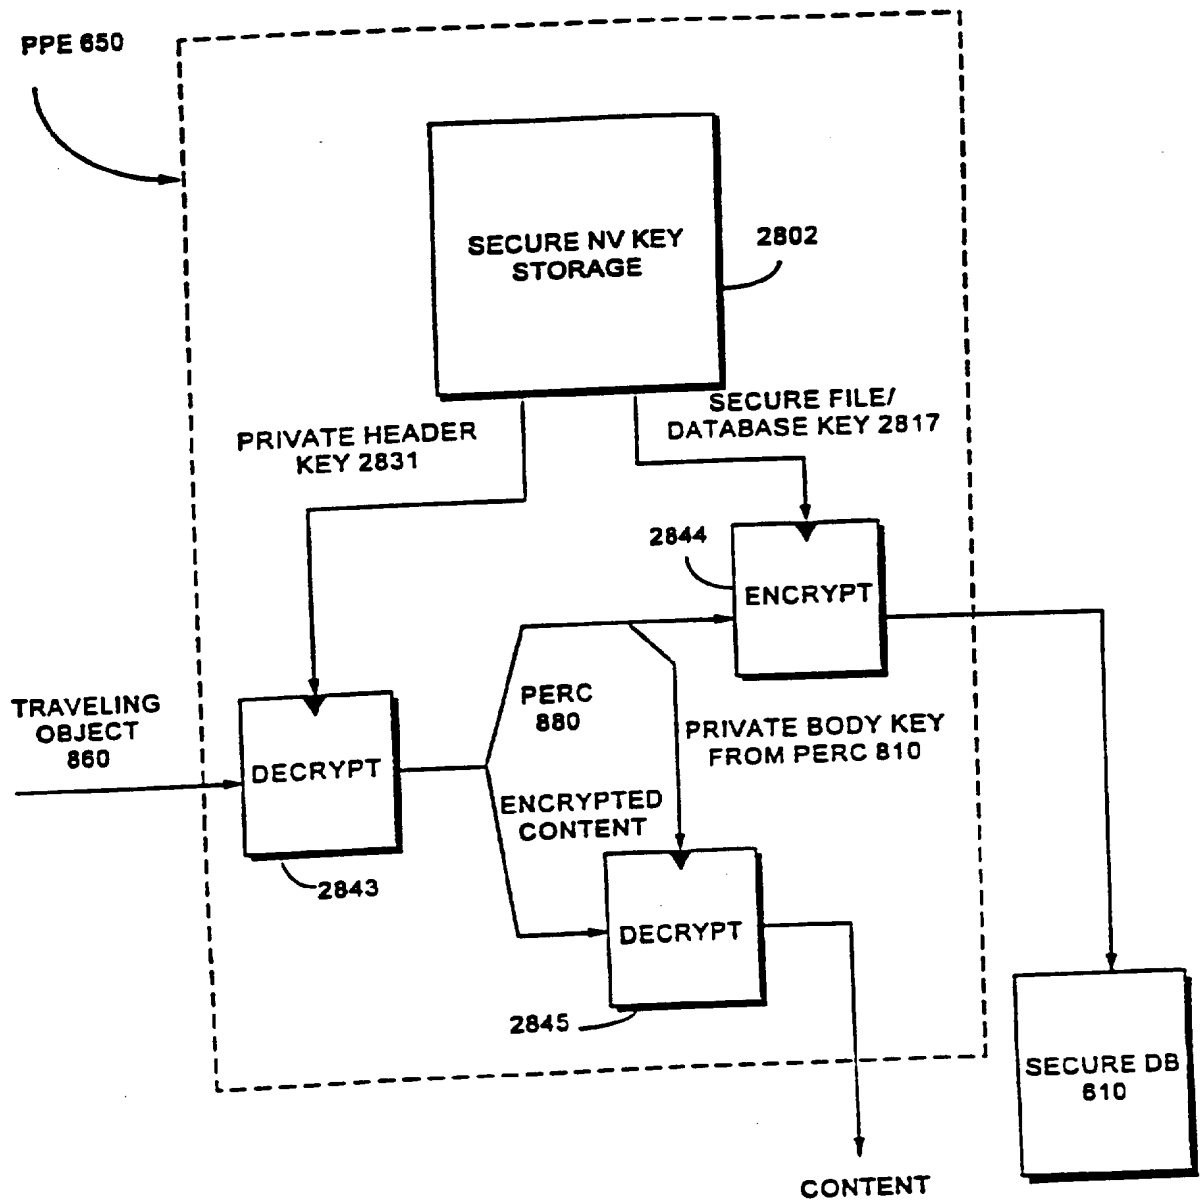 PPE 650
SECURE NV KEY
STORAGE
2802
SECURE FILE/
DATABASE KEY 2817
PRIVATE HEADER
KEY 2831
2844
ENCRYPT
TRAVELING
OBJECT
860
DECRYPT
PERC
880
PRIVATE BODY KEY
FROM PERC 810
ENCRYPTED
CONTENT
2843
DECRYPT
2845
SECURE DB
610
CONTENT